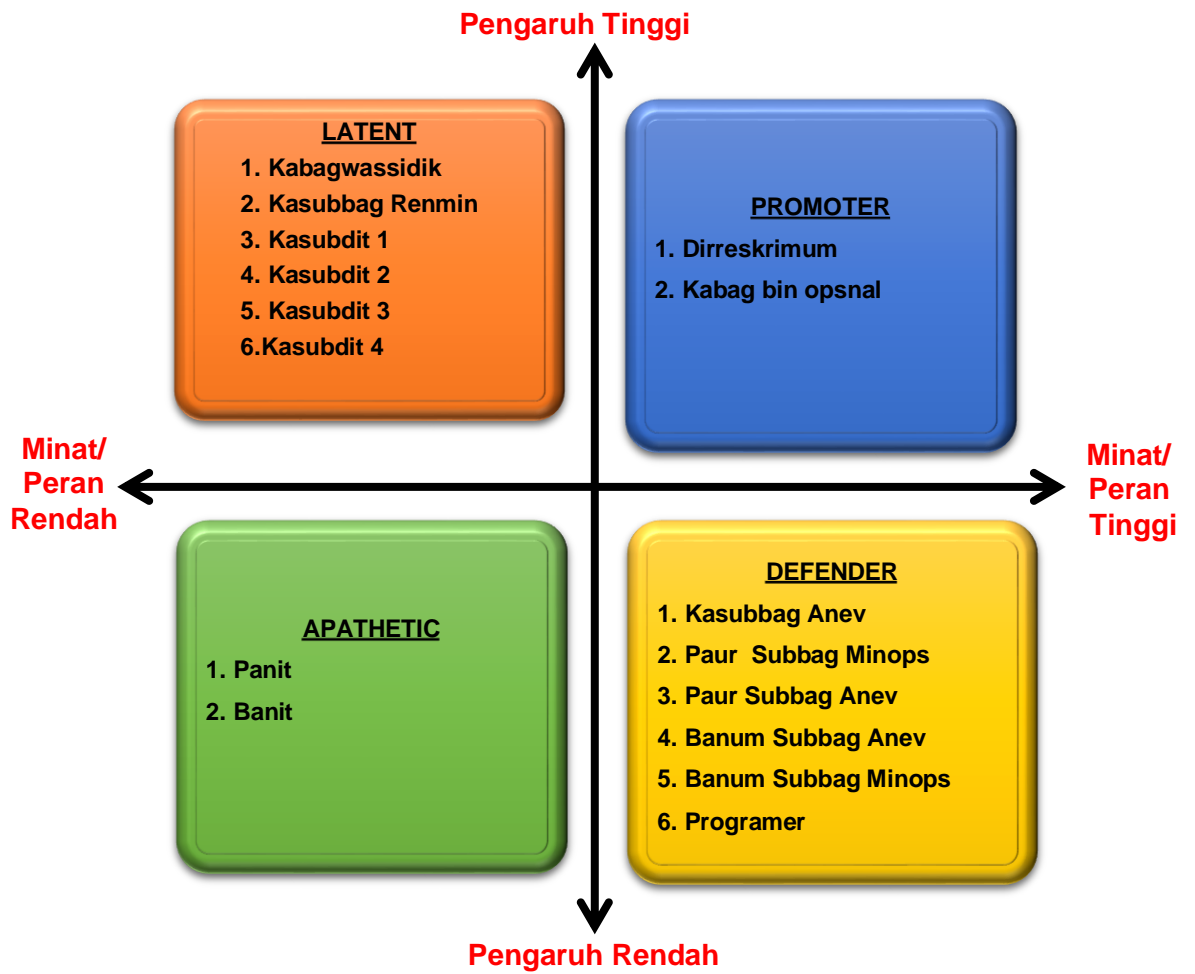 Pengaruh Tinggi
LATENT
1. Kabagwassidik
2. Kasubbag Renmin
3. Kasubdit 1
4. Kasubdit 2
5. Kasubdit 3
6.Kasubdit 4
PROMOTER
1. Dirreskrimum
2. Kabag bin opsnal
Minat/
Peran
Rendah
Minat/
Peran
Tinggi
APATHETIC
1. Panit
2. Banit
DEFENDER
1. Kasubbag Anev
2. Paur Subbag Minops
3. Paur Subbag Anev
4. Banum Subbag Anev
5. Banum Subbag Minops
6. Programer
Pengaruh Rendah